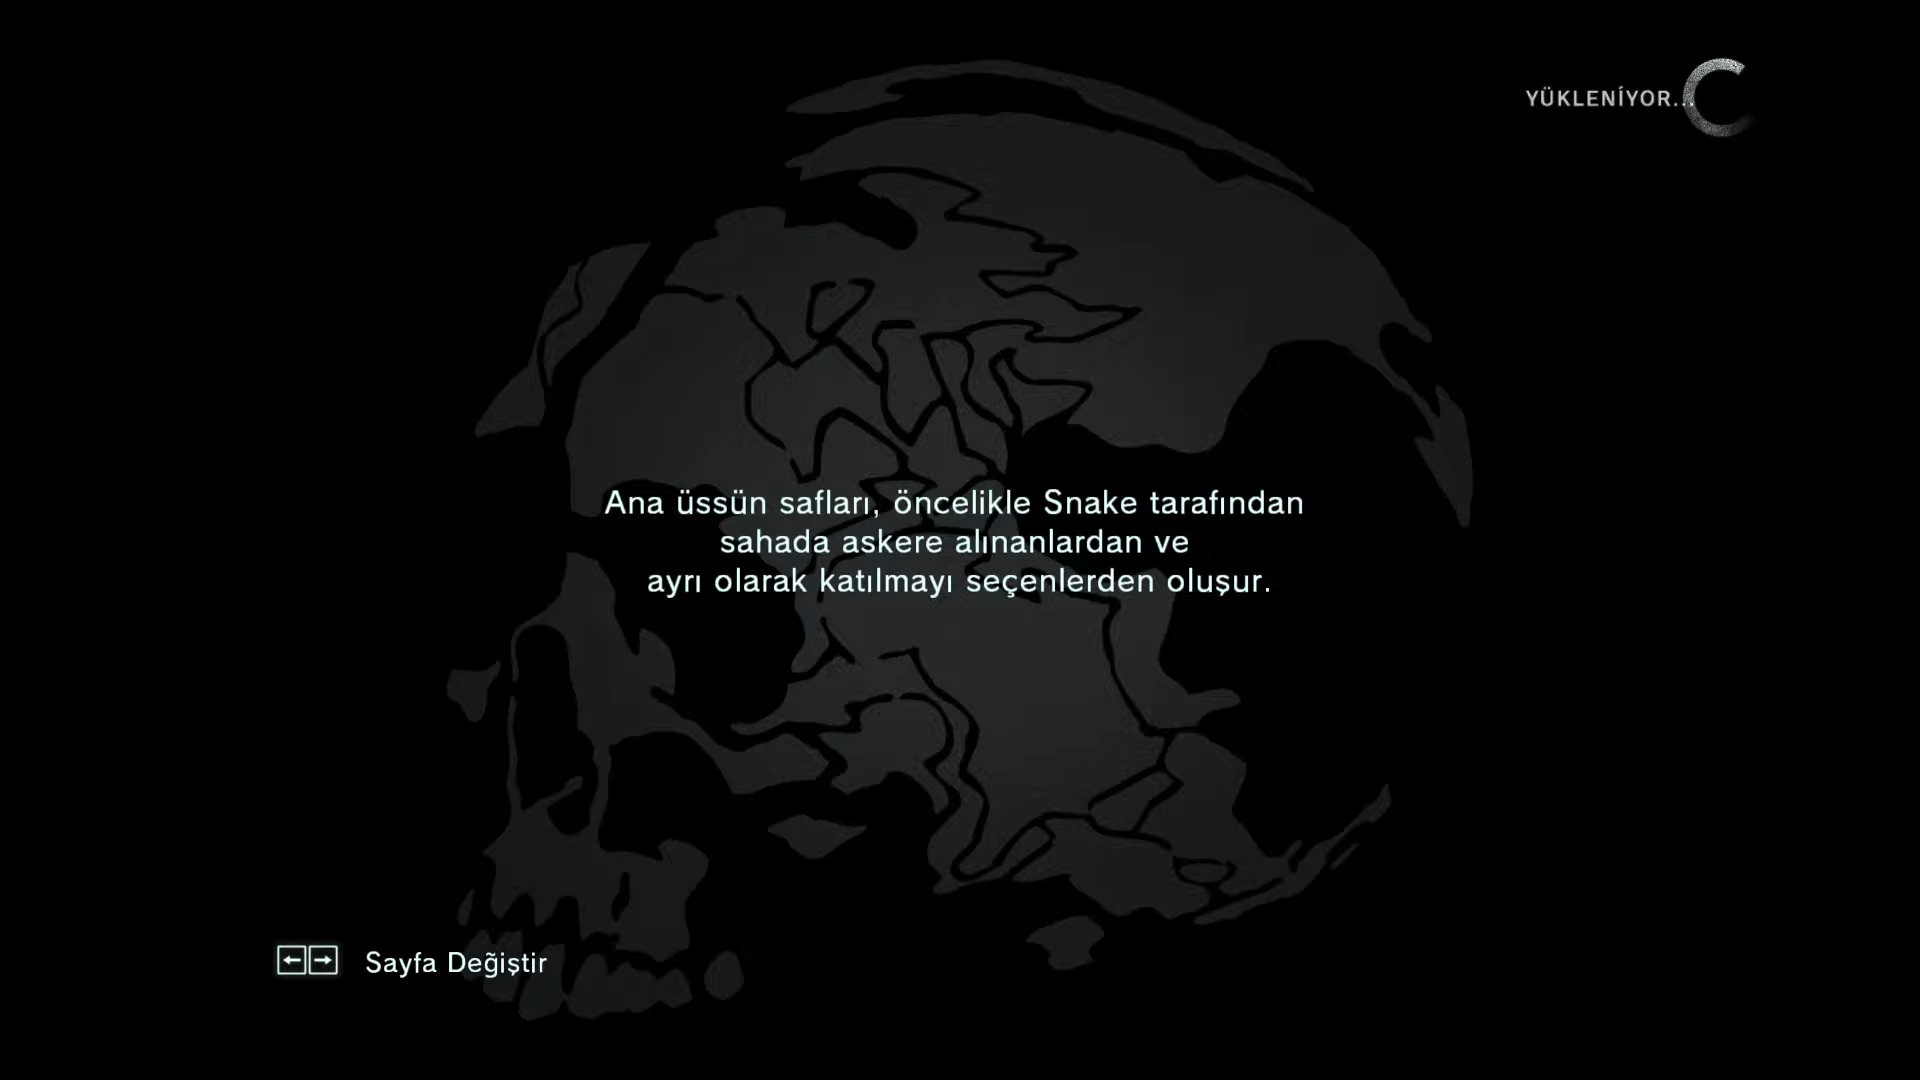 YÜKLENİYOR...
Ana üssün safları, öncelikle Snake tarafından
sahada askere alınanlardan ve
ayrı olarak katılmayı seçenlerden oluşur.
Sayfa Değiştir